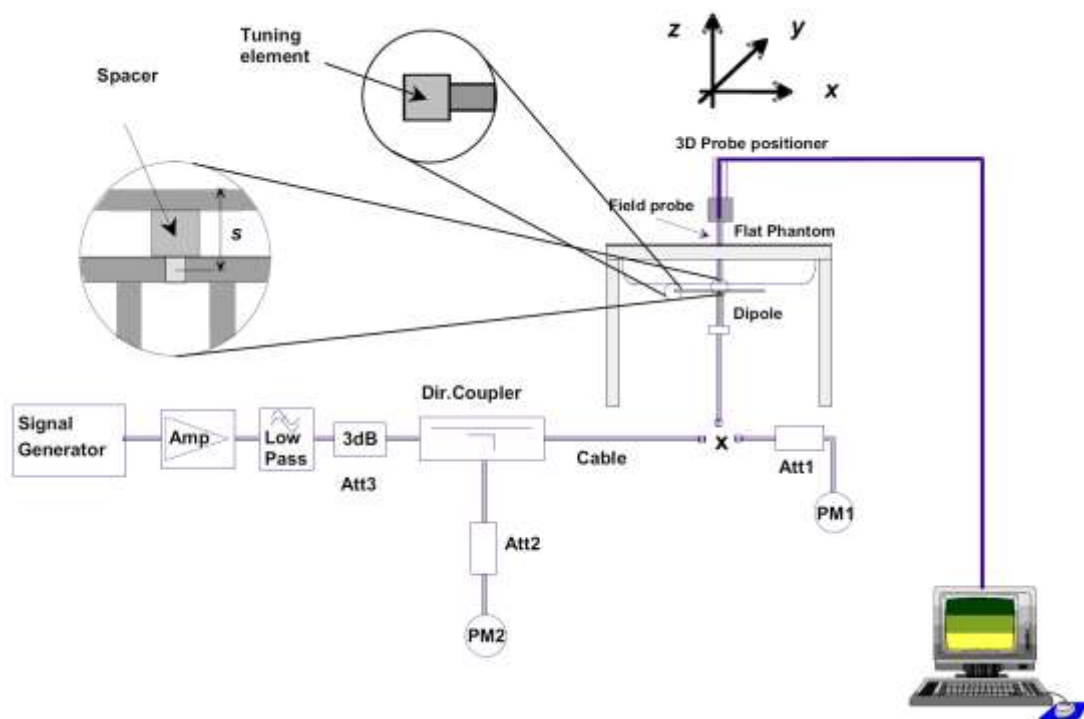 Tuning
element
z
y
x
Spacer
3D Probe positioner
Field probe
s
Flat Phantom
Dipole
Dir.Coupler
Signal
Generator
Amp
Low
Pass
3dB
Att3
Cable
x
Att1
PM1
Att2
PM2